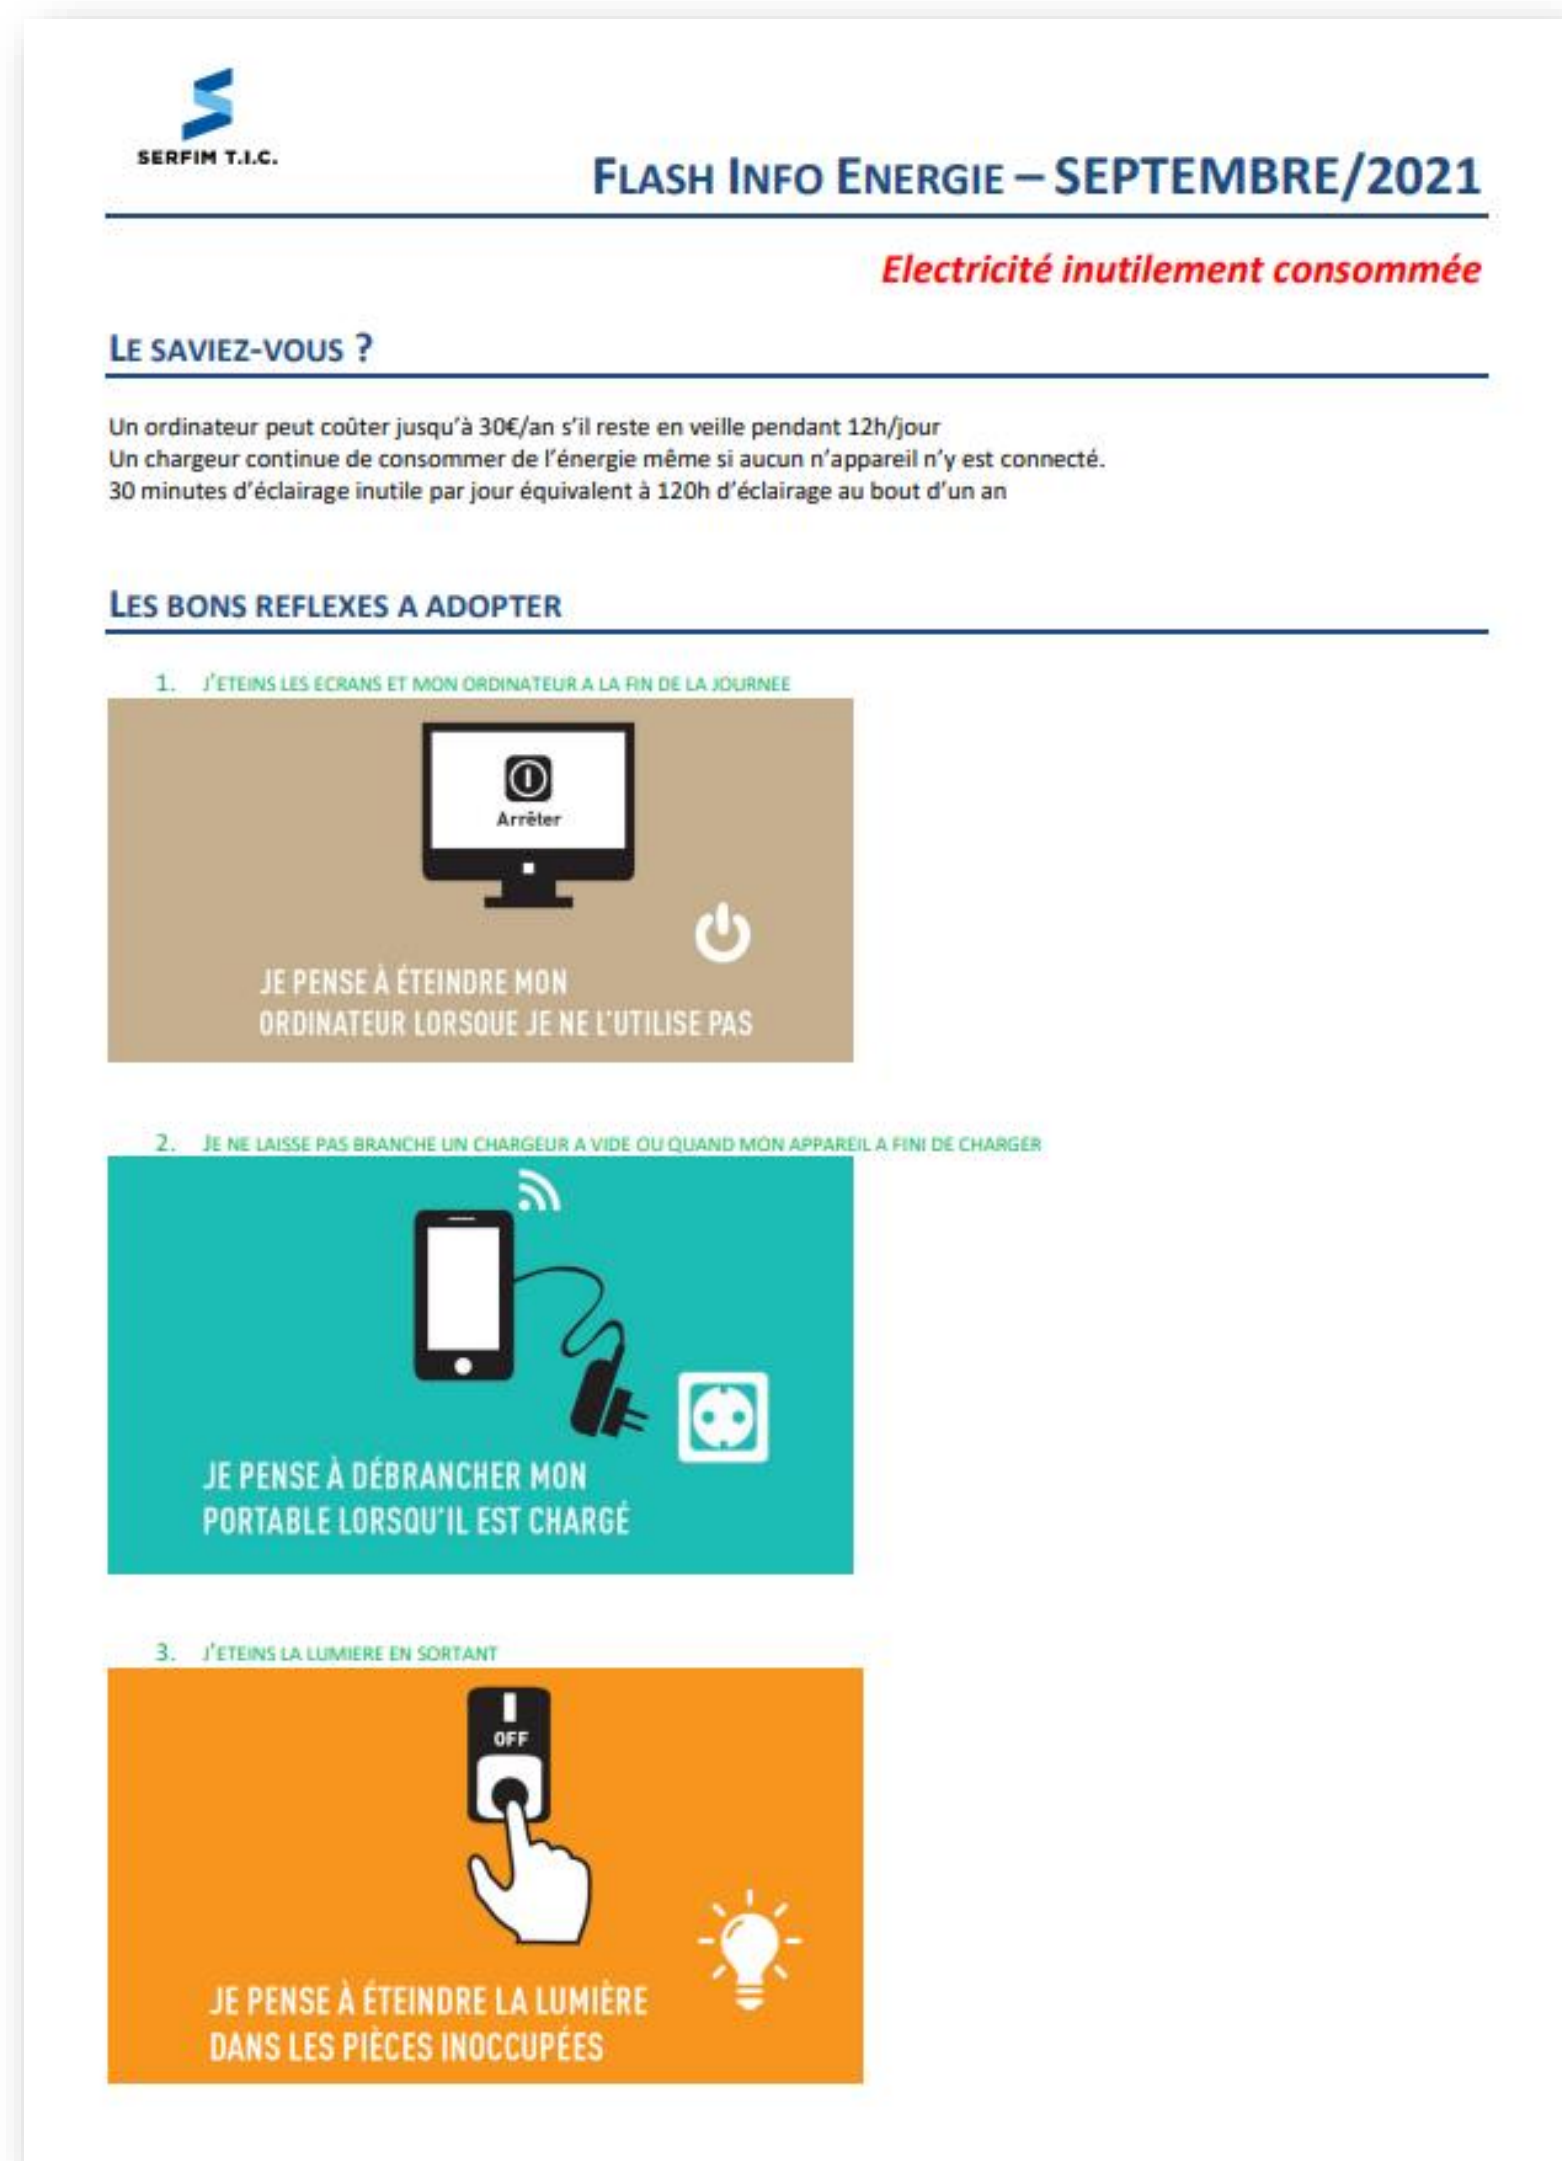 SERFIM T.I.C.
FLASH INFO ENERGIE – SEPTEMBRE/2021
Electricité inutilement consommée
LE SAVIEZ-VOUS ?
Un ordinateur peut coûter jusqu'à 30€/an s'il reste en veille pendant 12h/jour
Un chargeur continue de consommer de l'énergie même si aucun n'appareil n'y est connecté.
30 minutes d'éclairage inutile par jour équivalent à 120h d'éclairage au bout d'un an
LES BONS REFLEXES A ADOPTER
1. J'ETEINS LES ECRANS ET MON ORDINATEUR A LA FIN DE LA JOURNEE
Arrêter
JE PENSE À ÉTEINDRE MON
ORDINATEUR LORSQUE JE NE L'UTILISE PAS
2. JE NE LAISSE PAS BRANCHE UN CHARGEUR A VIDE OU QUAND MON APPAREIL A FINI DE CHARGER
JE PENSE À DÉBRANCHER MON
PORTABLE LORSQU'IL EST CHARGÉ
3. J'ETEINS LA LUMIERE EN SORTANT
OFF
JE PENSE À ÉTEINDRE LA LUMIÈRE
DANS LES PIÈCES INOCCUPÉES